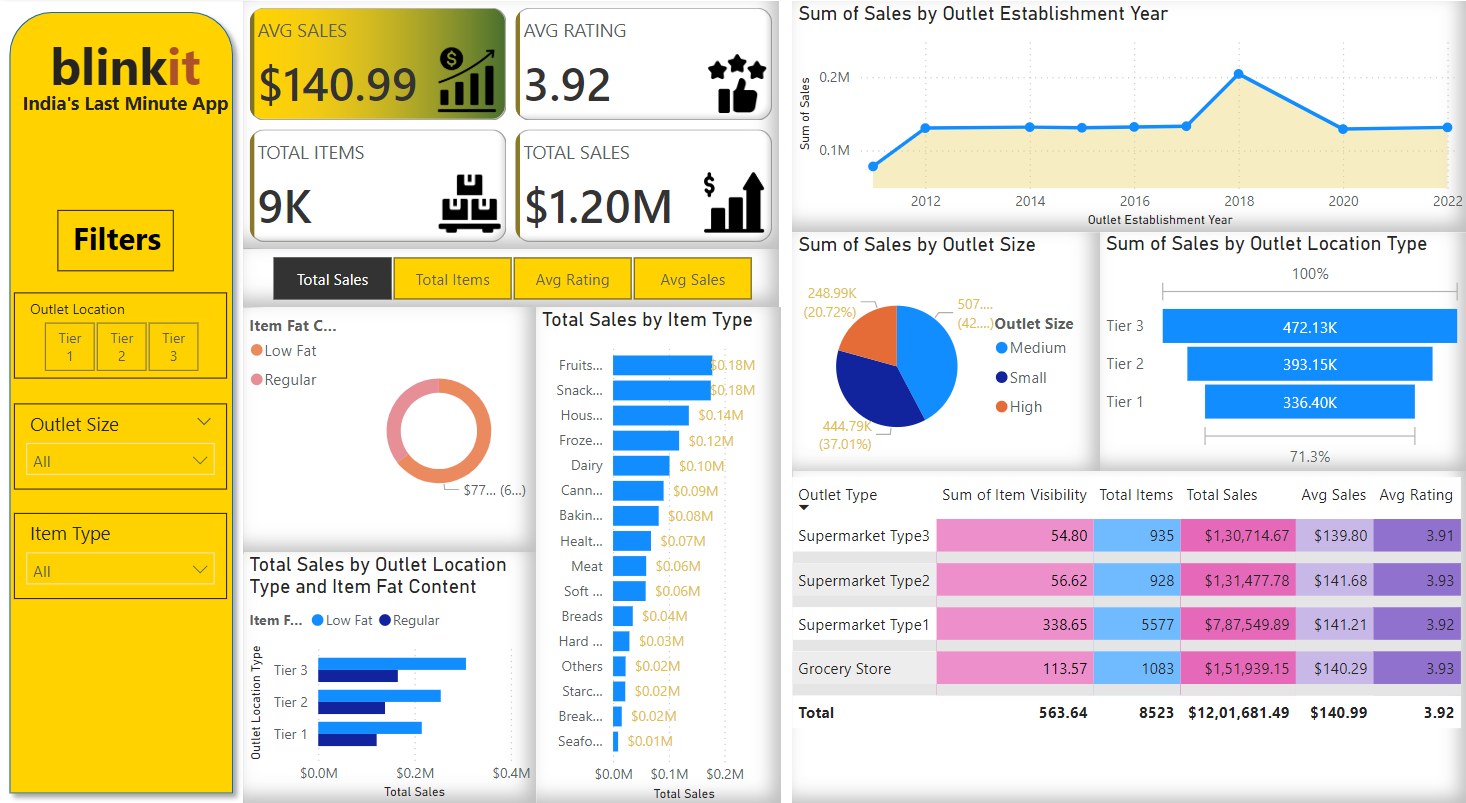 blinkit
India's Last Minute App
Filters
Outlet Location
Tier 1
Tier 2
Tier 3
Outlet Size
All
Item Type
All
AVG SALES
$140.99
AVG RATING
3.92
TOTAL ITEMS
9K
TOTAL SALES
$1.20M
Total Sales
Total Items
Avg Rating
Avg Sales
Item Fat C...
Low Fat
Regular
$77... (6...)
Total Sales by Outlet Location
Type and Item Fat Content
Item F... Low Fat Regular
Outlet Location Type
Tier 3
Tier 2
Tier 1
$0.0M $0.2M $0.4M
Total Sales
Total Sales by Item Type
Fruits... $0.18M
Snack... $0.18M
Hous... $0.14M
Froze... $0.12M
Dairy $0.10M
Cann... $0.09M
Bakin... $0.08M
Healt... $0.07M
Meat $0.06M
Soft ... $0.06M
Breads $0.04M
Hard ... $0.03M
Others $0.02M
Starc... $0.02M
Break... $0.02M
Seafo... $0.01M
$0.0M $0.1M $0.2M
Total Sales
Sum of Sales by Outlet Establishment Year
Sum of Sales
0.2M
0.1M
2012 2014 2016 2018 2020 2022
Outlet Establishment Year
Sum of Sales by Outlet Size
248.99K
(20.72%)
507....
(42....)
444.79K
(37.01%)
Outlet Size
Medium
Small
High
Sum of Sales by Outlet Location Type
100%
Tier 3 472.13K
Tier 2 393.15K
Tier 1 336.40K
71.3%
Outlet Type Sum of Item Visibility Total Items Total Sales Avg Sales Avg Rating
Supermarket Type3 54.80 935 $1,30,714.67 $139.80 3.91
Supermarket Type2 56.62 928 $1,31,477.78 $141.68 3.93
Supermarket Type1 338.65 5577 $7,87,549.89 $141.21 3.92
Grocery Store 113.57 1083 $1,51,939.15 $140.29 3.93
Total 563.64 8523 $12,01,681.49 $140.99 3.92